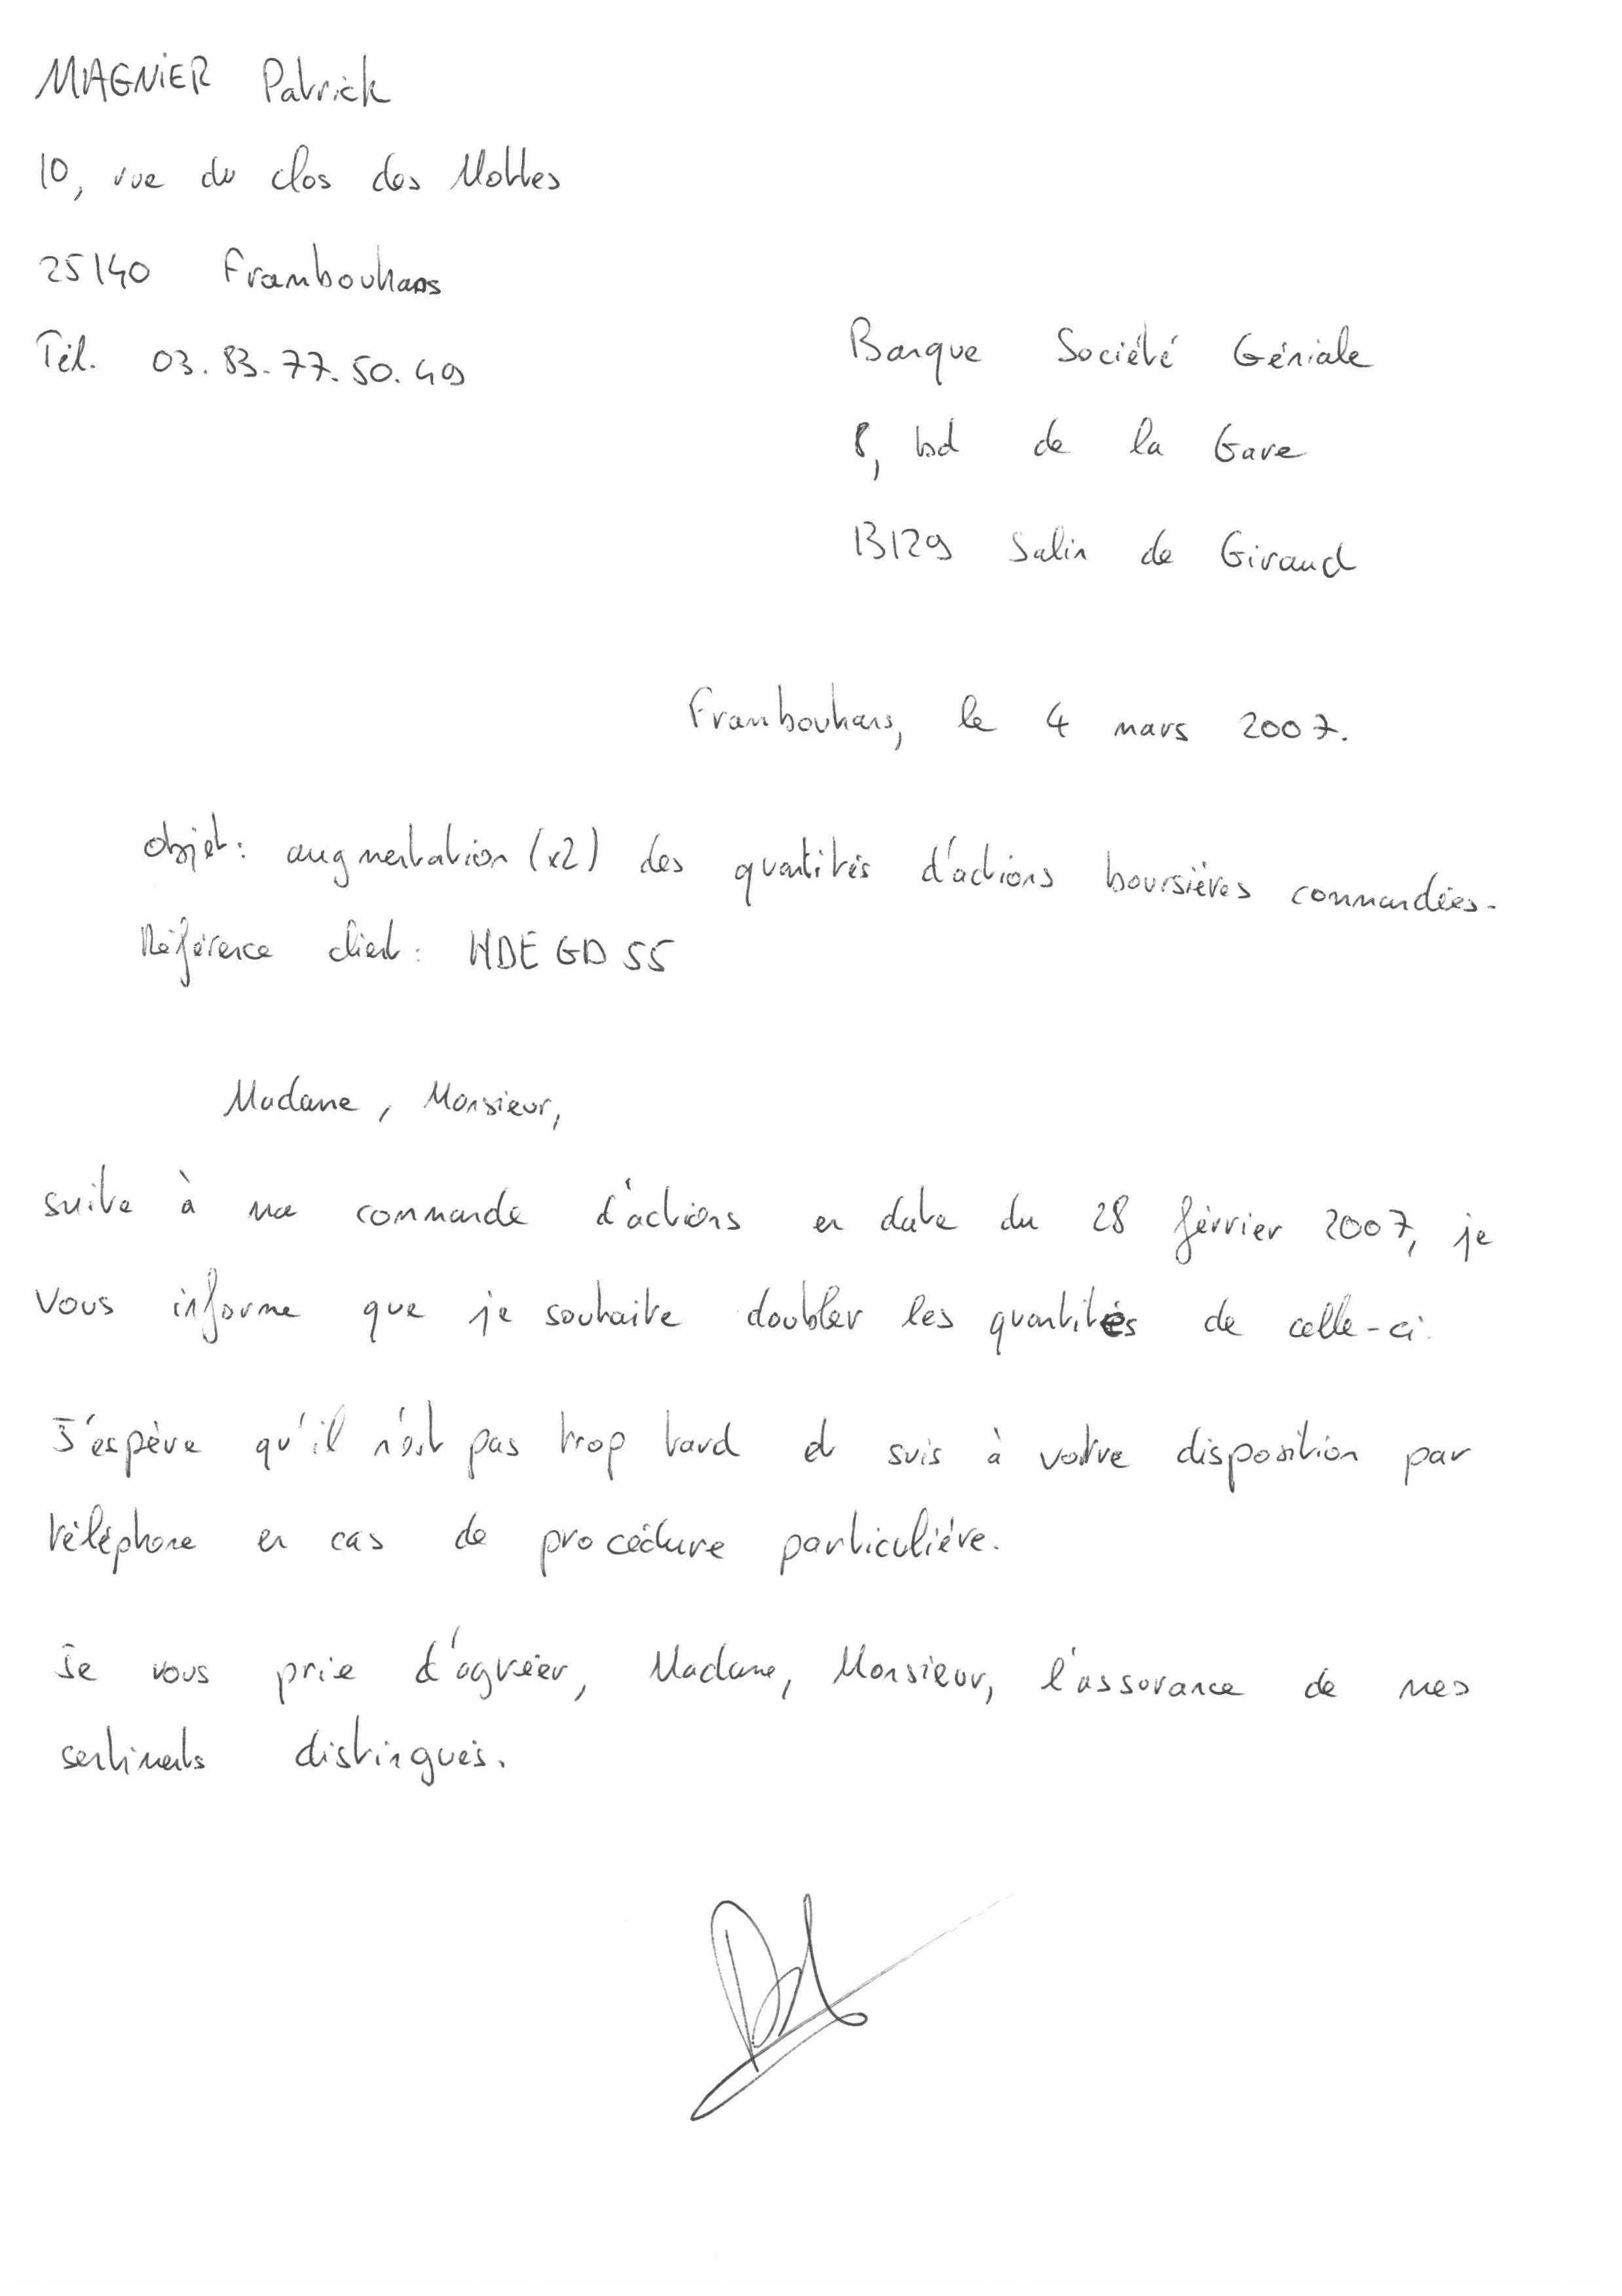 MAGNIER Patrick
10, rue du clos des Mottes
25140 Frambouhans
Tél. 03.83.77.50.49
Banque Société Géniale
8, bd de la Gare
13129 Salin de Giraud
Frambouhans, le 4 mars 2007.
Objet: augmentation (x2) des quantités d'actions boursières commandées.
Référence client: HDEGD55
Madame, Monsieur,
suite à ma commande d'actions en date du 28 février 2007, je
vous informe que je souhaite doubler les quantités de celle-ci.
J'espère qu'il n'est pas trop tard et suis à votre disposition par
téléphone en cas de procédure particulière.
Je vous prie d'agréer, Madame, Monsieur, l'assurance de mes
sentiments distingués.